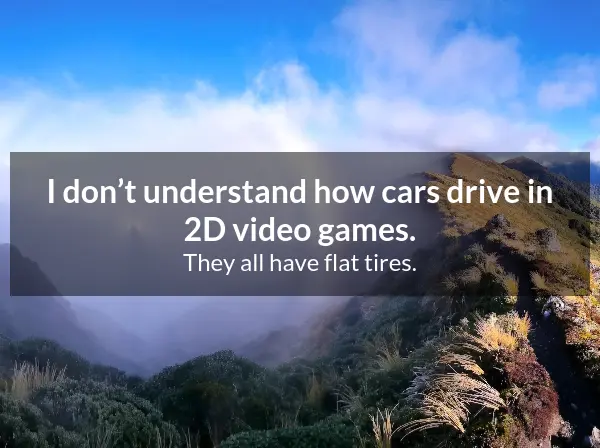 I don’t understand how cars drive in
2D video games.
They all have flat tires.